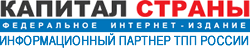 КАПИТАЛ СТРАНЫ
ФЕДЕРАЛЬНОЕ ИНТЕРНЕТ-ИЗДАНИЕ
ИНФОРМАЦИОННЫЙ ПАРТНЕР ТПП РОССИИ